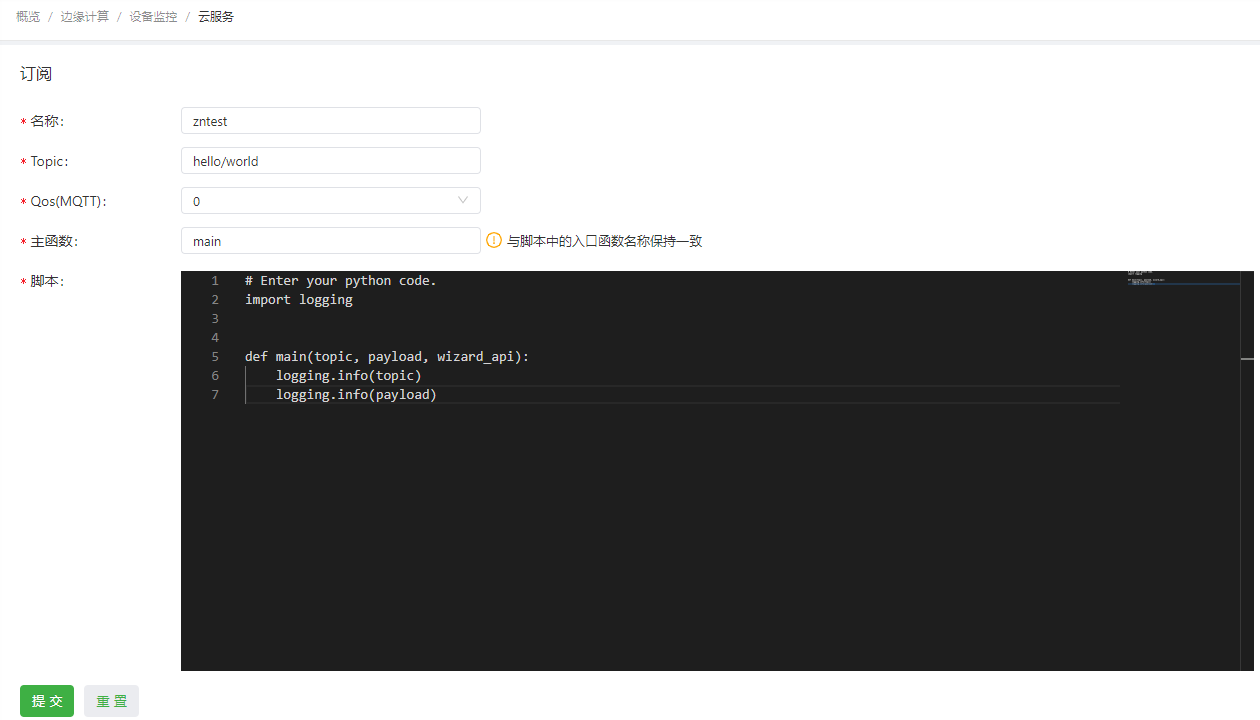 概览 / 边缘计算 / 设备监控 / 云服务
订阅
* 名称: zntest
* Topic: hello/world
* Qos(MQTT): 0
* 主函数: main 与脚本中的入口函数名称保持一致
* 脚本:
1 # Enter your python code.
2 import logging
3
4
5 def main(topic, payload, wizard_api):
6     logging.info(topic)
7     logging.info(payload)
提 交 重 置